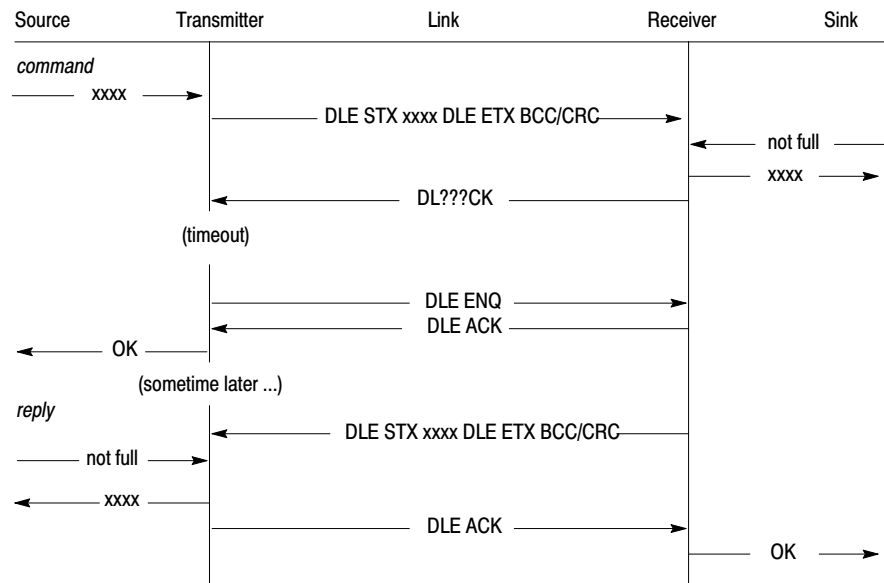 Source Transmitter Link Receiver Sink
command
xxxx
DLE STX xxxx DLE ETX BCC/CRC
not full
xxxx
DL???CK
(timeout)
DLE ENQ
DLE ACK
OK
(sometime later ...)
reply
DLE STX xxxx DLE ETX BCC/CRC
not full
xxxx
DLE ACK
OK